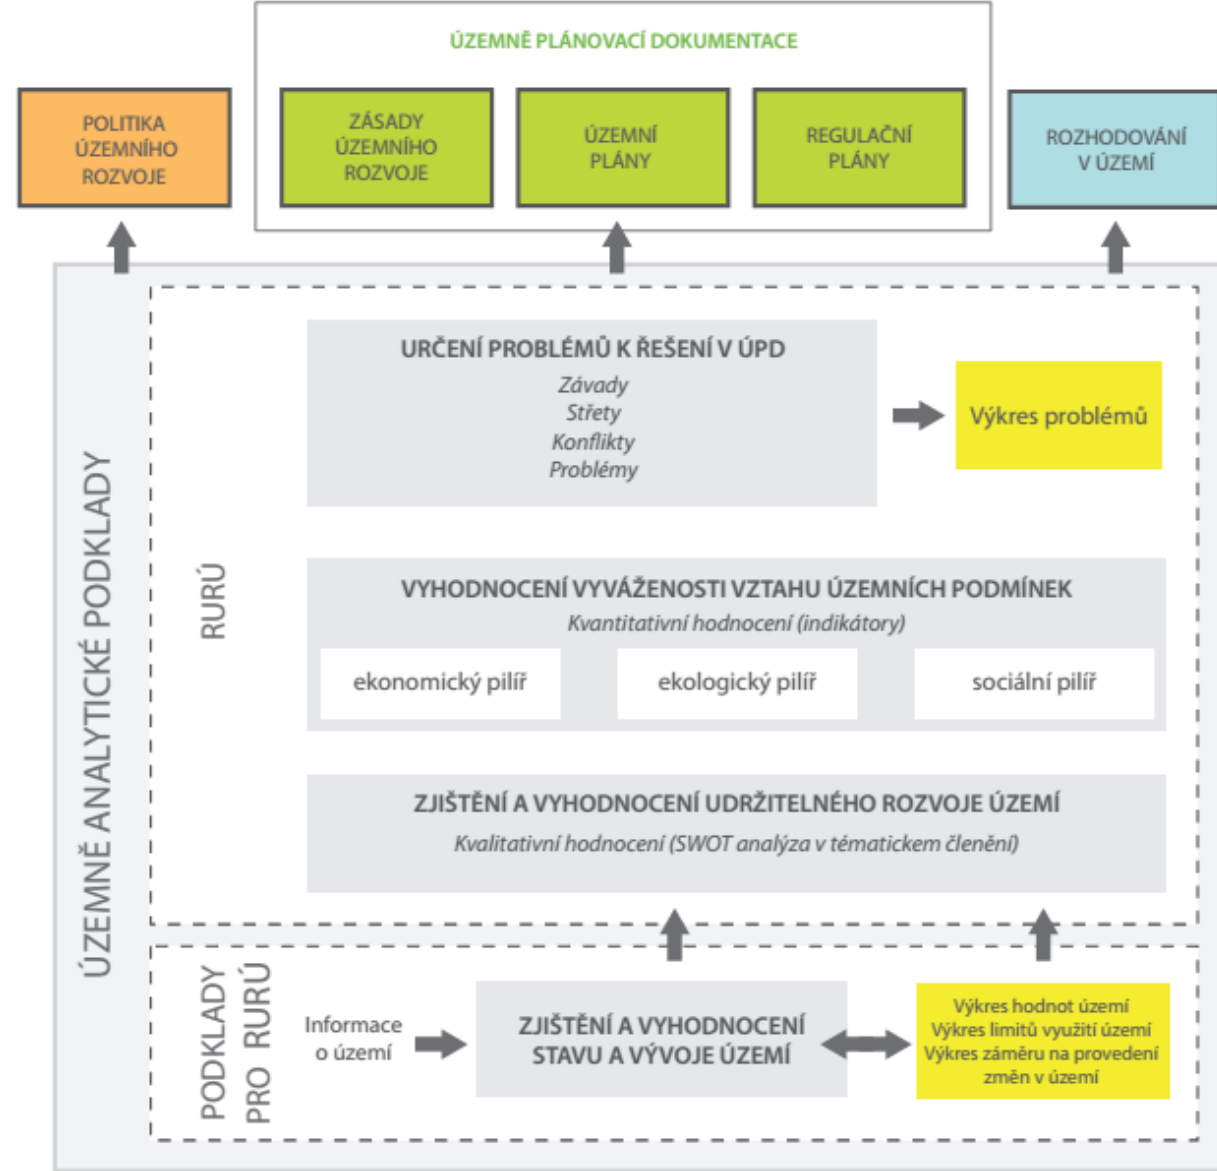 ÚZEMNĚ PLÁNOVACÍ DOKUMENTACE
POLITIKA
ÚZEMNÍHO
ROZVOJE
ZÁSADY
ÚZEMNÍHO
ROZVOJE
ÚZEMNÍ
PLÁNY
REGULAČNÍ
PLÁNY
ROZHODOVÁNÍ
V ÚZEMÍ
ÚZEMNĚ ANALYTICKÉ PODKLADY
RURÚ
URČENÍ PROBLÉMŮ K ŘEŠENÍ V ÚPD
Závady
Střety
Konflikty
Problémy
Výkres problémů
VYHODNOCENÍ VYVÁŽENOSTI VZTAHU ÚZEMNÍCH PODMÍNEK
Kvantitativní hodnocení (indikátory)
ekonomický pilíř
ekologický pilíř
sociální pilíř
ZJIŠTĚNÍ A VYHODNOCENÍ UDRŽITELNÉHO ROZVOJE ÚZEMÍ
Kvalitativní hodnocení (SWOT analýza v tématickem členění)
PODKLADY
PRO RURÚ
Informace
o území
ZJIŠTĚNÍ A VYHODNOCENÍ
STAVU A VÝVOJE ÚZEMÍ
Výkres hodnot území
Výkres limitů využití území
Výkres záměru na provedení
změn v území